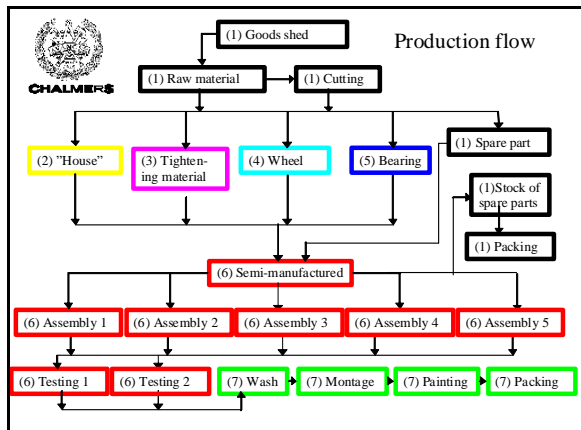 (1) Goods shed
Production flow
CHALMERS
(1) Raw material
(1) Cutting
(2) ”House”
(3) Tighten-
ing material
(4) Wheel
(5) Bearing
(1) Spare part
(1)Stock of
spare parts
(1) Packing
(6) Semi-manufactured
(6) Assembly 1
(6) Assembly 2
(6) Assembly 3
(6) Assembly 4
(6) Assembly 5
(6) Testing 1
(6) Testing 2
(7) Wash
(7) Montage
(7) Painting
(7) Packing